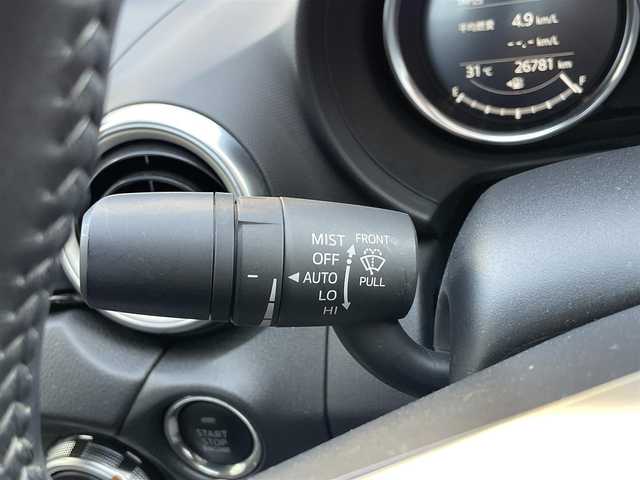 平均燃費 4.9 km/L
--.- km/L
31℃ 26781 km
E F
MIST FRONT
OFF
AUTO PULL
LO
HI
START
STOP
ENGINE